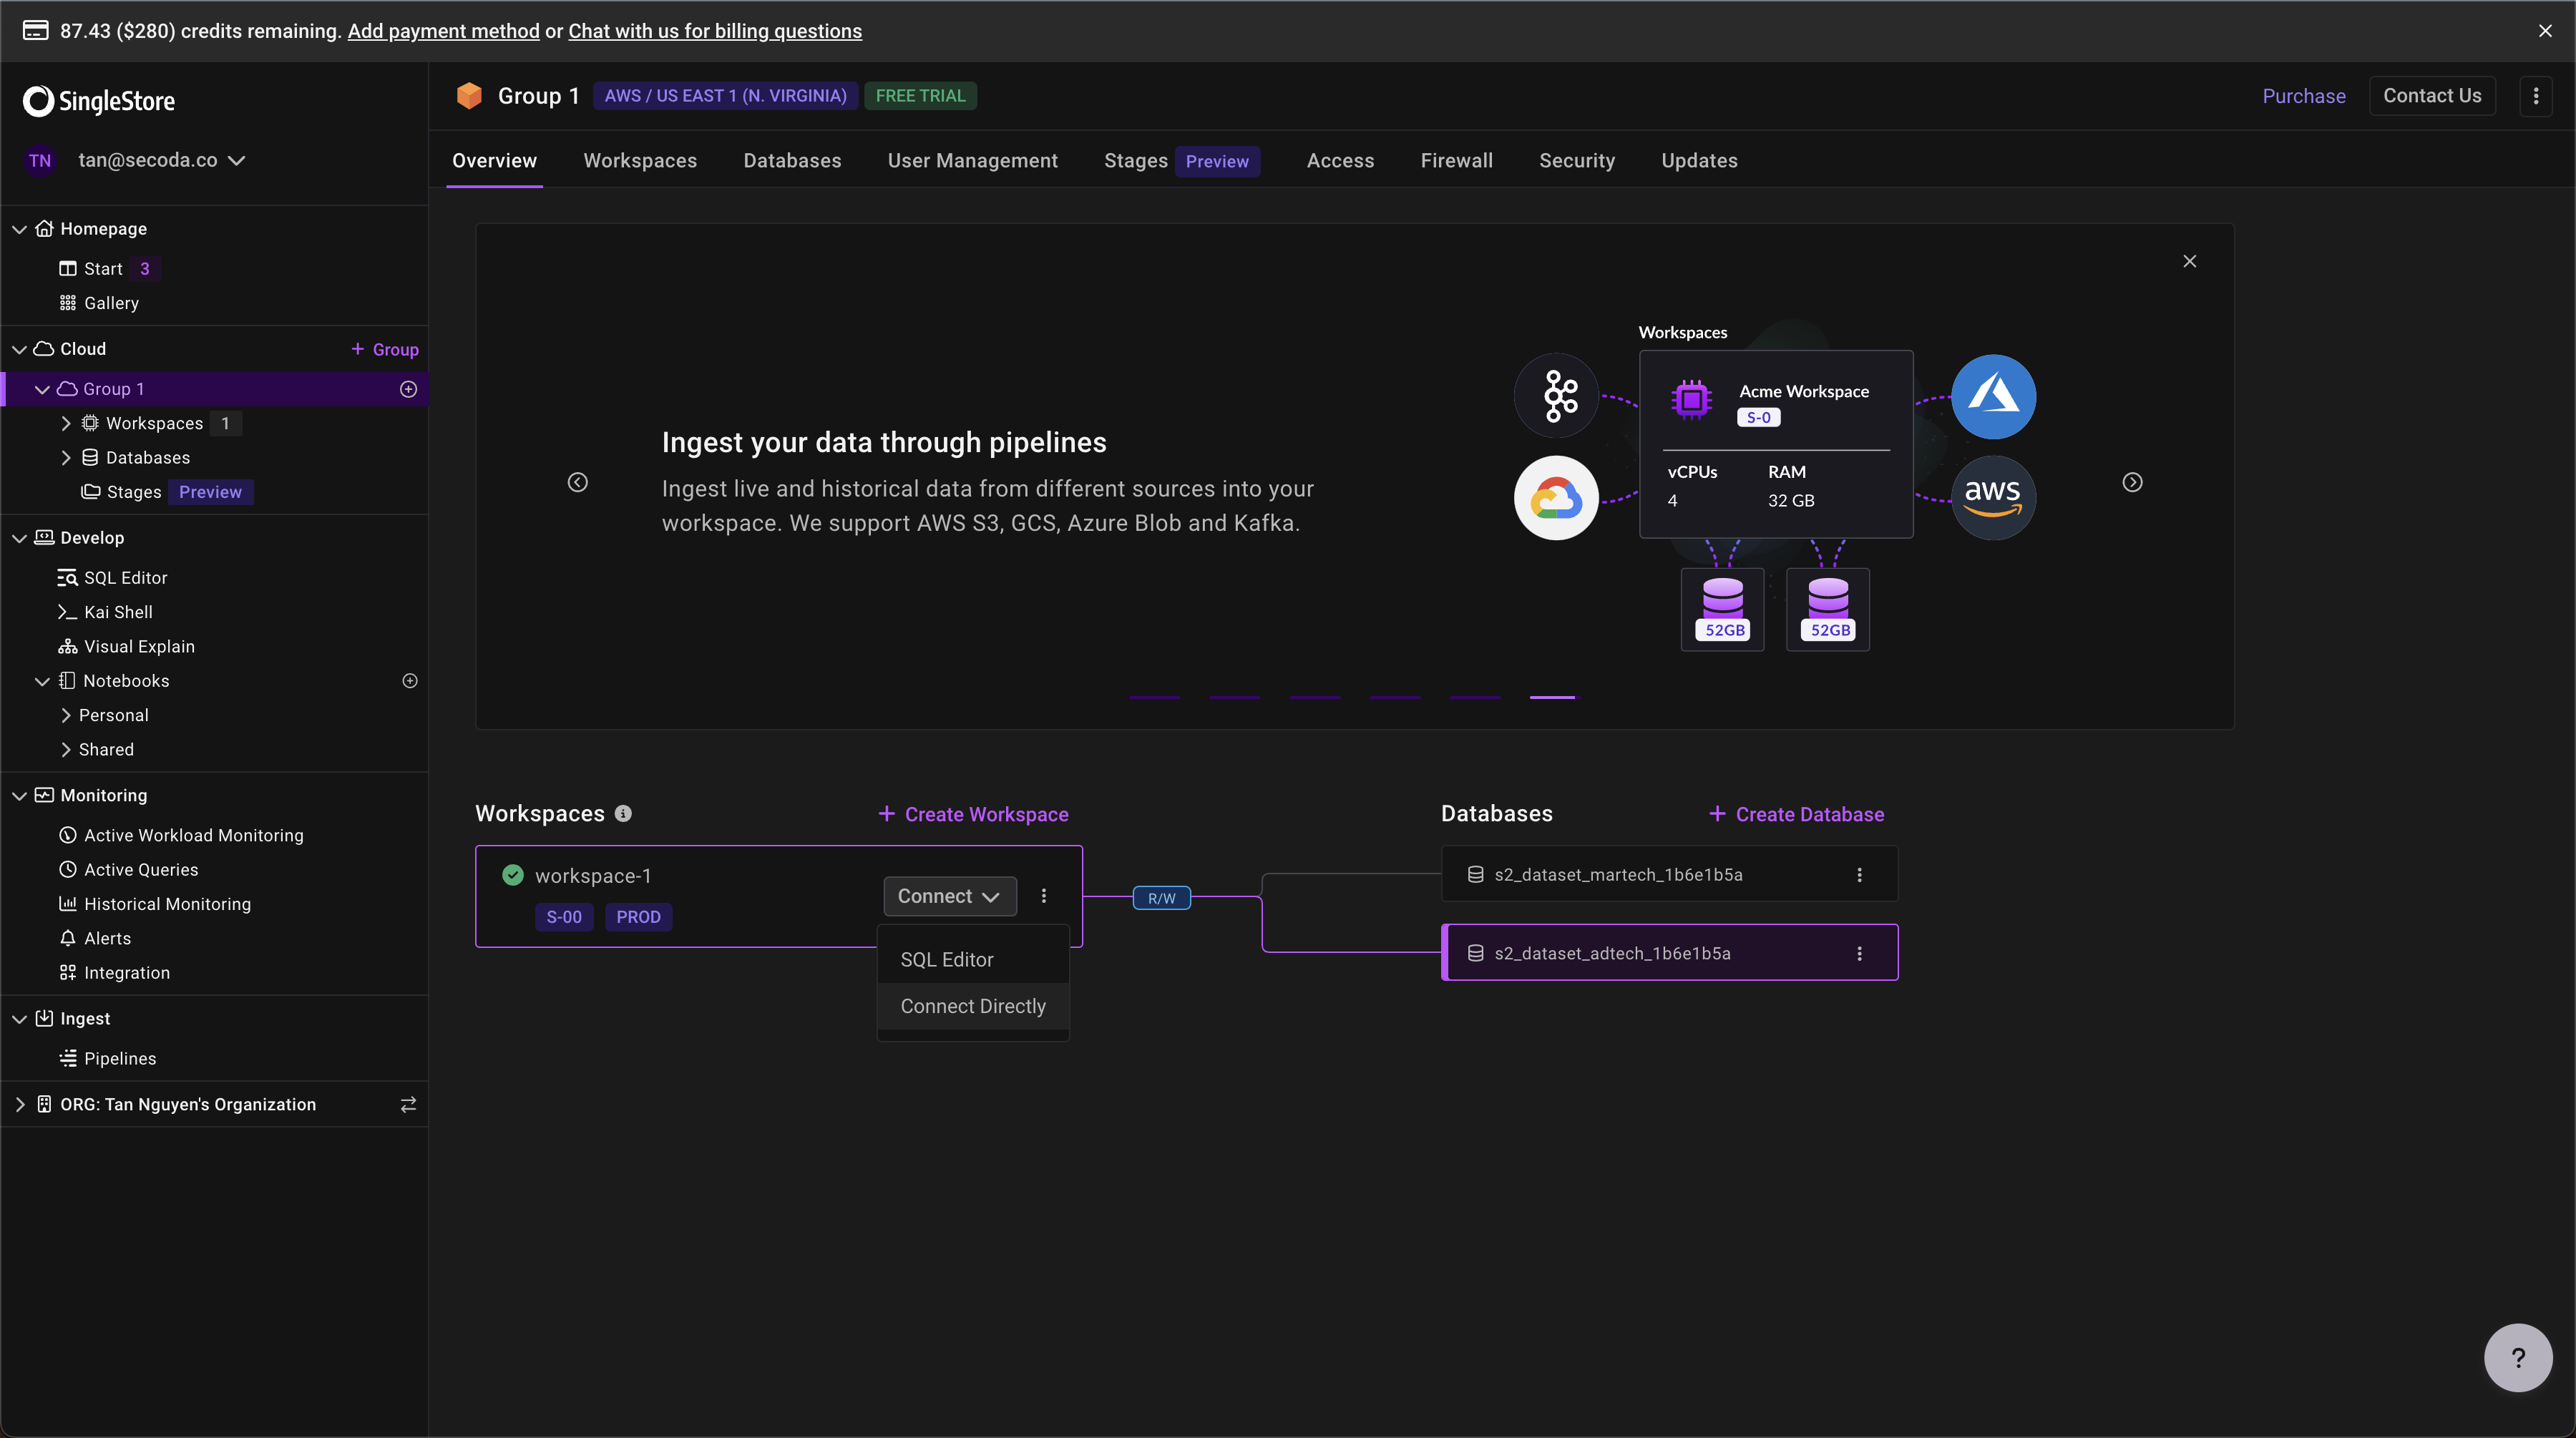 87.43 ($280) credits remaining. Add payment method or Chat with us for billing questions
SingleStore
TN tan@secoda.co
Homepage
Start 3
Gallery
Cloud + Group
Group 1
Workspaces 1
Databases
Stages Preview
Develop
SQL Editor
Kai Shell
Visual Explain
Notebooks
Personal
Shared
Monitoring
Active Workload Monitoring
Active Queries
Historical Monitoring
Alerts
Integration
Ingest
Pipelines
ORG: Tan Nguyen's Organization
Group 1 AWS / US EAST 1 (N. VIRGINIA) FREE TRIAL
Purchase Contact Us
Overview Workspaces Databases User Management Stages Preview Access Firewall Security Updates
Ingest your data through pipelines
Ingest live and historical data from different sources into your
workspace. We support AWS S3, GCS, Azure Blob and Kafka.
Workspaces
Acme Workspace
S-0
vCPUs RAM
4 32 GB
aws
52GB 52GB
Workspaces + Create Workspace
workspace-1
S-00 PROD
Connect
SQL Editor
Connect Directly
R/W
Databases + Create Database
s2_dataset_martech_1b6e1b5a
s2_dataset_adtech_1b6e1b5a
?